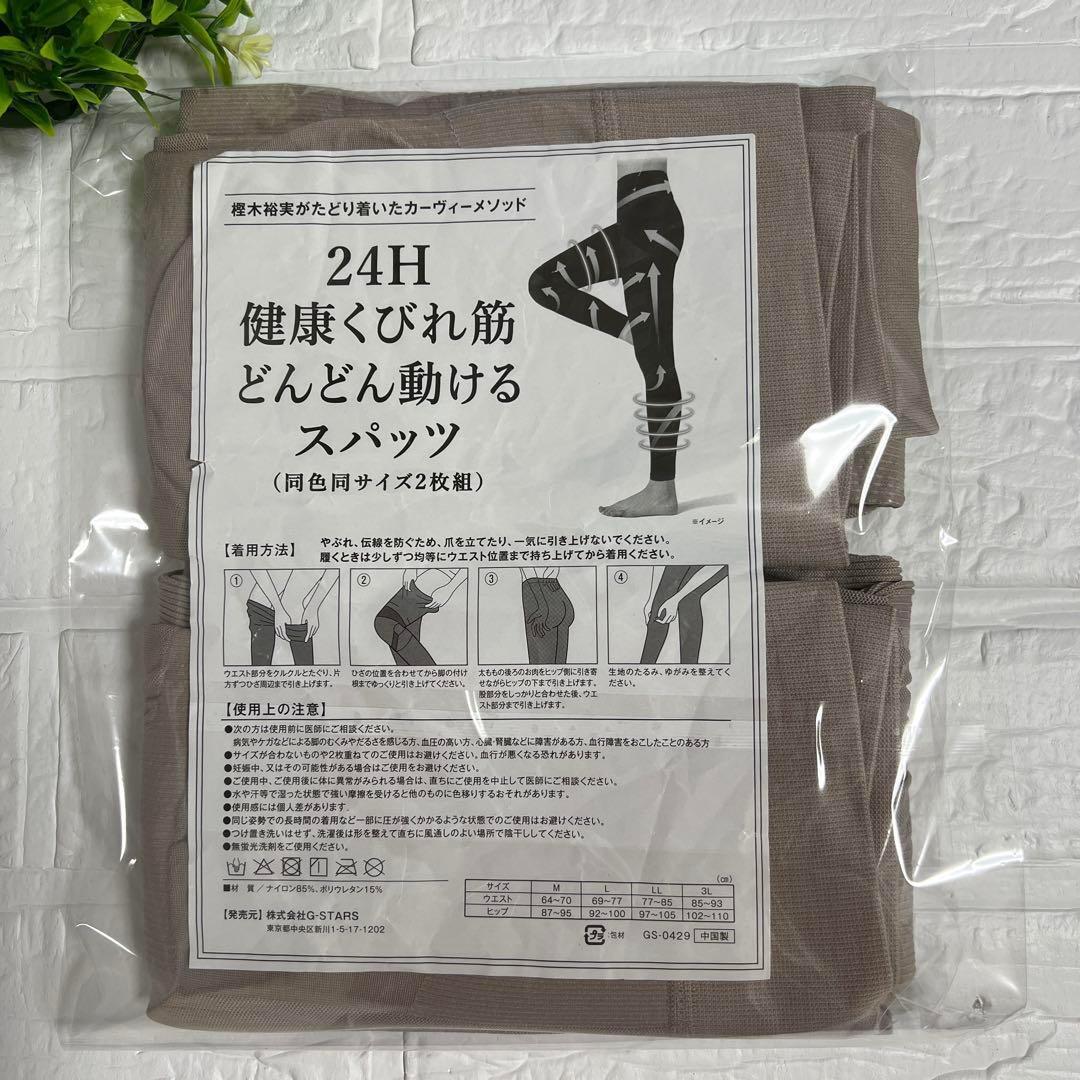 樫木裕実がたどり着いたカーヴィーメソッド
24H
健康くびれ筋
どんどん動ける
スパッツ
(同色同サイズ2枚組)
※イメージ
【着用方法】
やぶれ、伝線を防ぐため、爪を立てたり、一気に引き上げないでください。
履くときは少しずつ均等にウエスト位置まで持ち上げてから着用ください。
①
ウエスト部分をクルクルとたぐり、片
方ずつひざ周辺まで引き上げます。
②
ひざの位置を合わせてから脚の付け
根までゆっくりと引き上げてください。
③
太ももの後ろのお肉をヒップ側に引き寄
せながらヒップの下まで引き上げます。
股部分をしっかりと合わせた後、ウエ
スト部分まで引き上げます。
④
生地のたるみ、ゆがみを整えてく
ださい。
【使用上の注意】
●次の方は使用前に医師にご相談ください。
病気やケガなどによる脚のむくみやだるさを感じる方、血圧の高い方、心臓・腎臓などに障害がある方、血行障害をおこしたことのある方
●サイズが合わないものや2枚重ねてのご使用はお避けください。血行が悪くなる恐れがあります。
●妊娠中、又はその可能性がある場合はご使用をお避けください。
●ご使用中、ご使用後に体に異常がみられる場合は、直ちにご使用を中止して医師にご相談ください。
●水や汗等で湿った状態で強い摩擦を受けると他のものに色移りするおそれがあります。
●使用感には個人差があります。
●同じ姿勢での長時間の着用など一部に圧が強くかかるような状態でのご使用はお避けください。
●つけ置き洗いはせず、洗濯後は形を整えて直ちに風通しのよい場所で陰干ししてください。
●無蛍光洗剤をご使用ください。
■材 質／ナイロン85%、ポリウレタン15%
【発売元】株式会社G-STARS
東京都中央区新川1-5-17-1202
(cm)
サイズ M L LL 3L
ウエスト 64~70 69~77 77~85 85~93
ヒップ 87~95 92~100 97~105 102~110
プラ :包材 GS-0429 中国製